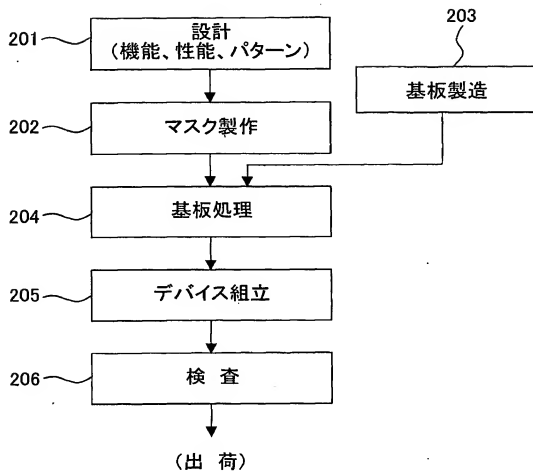 201
設計
(機能、性能、パターン)
203
基板製造
202
マスク製作
204
基板処理
205
デバイス組立
206
検 査
(出 荷)